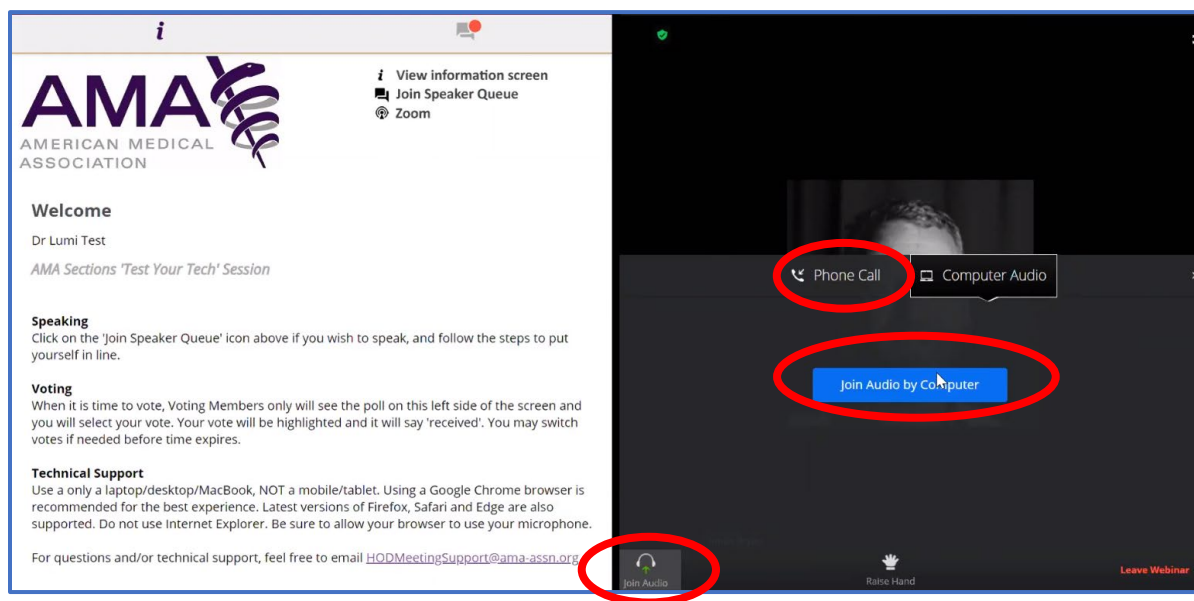 i
AMA
AMERICAN MEDICAL
ASSOCIATION
i View information screen
Join Speaker Queue
Zoom
Welcome
Dr Lumi Test
AMA Sections 'Test Your Tech' Session
Speaking
Click on the 'Join Speaker Queue' icon above if you wish to speak, and follow the steps to put
yourself in line.
Voting
When it is time to vote, Voting Members only will see the poll on this left side of the screen and
you will select your vote. Your vote will be highlighted and it will say 'received'. You may switch
votes if needed before time expires.
Technical Support
Use a only a laptop/desktop/MacBook, NOT a mobile/tablet. Using a Google Chrome browser is
recommended for the best experience. Latest versions of Firefox, Safari and Edge are also
supported. Do not use Internet Explorer. Be sure to allow your browser to use your microphone.
For questions and/or technical support, feel free to email HODMeetingSupport@ama-assn.org
Phone Call
Computer Audio
Join Audio by Computer
Join Audio
Raise Hand
Leave Webinar